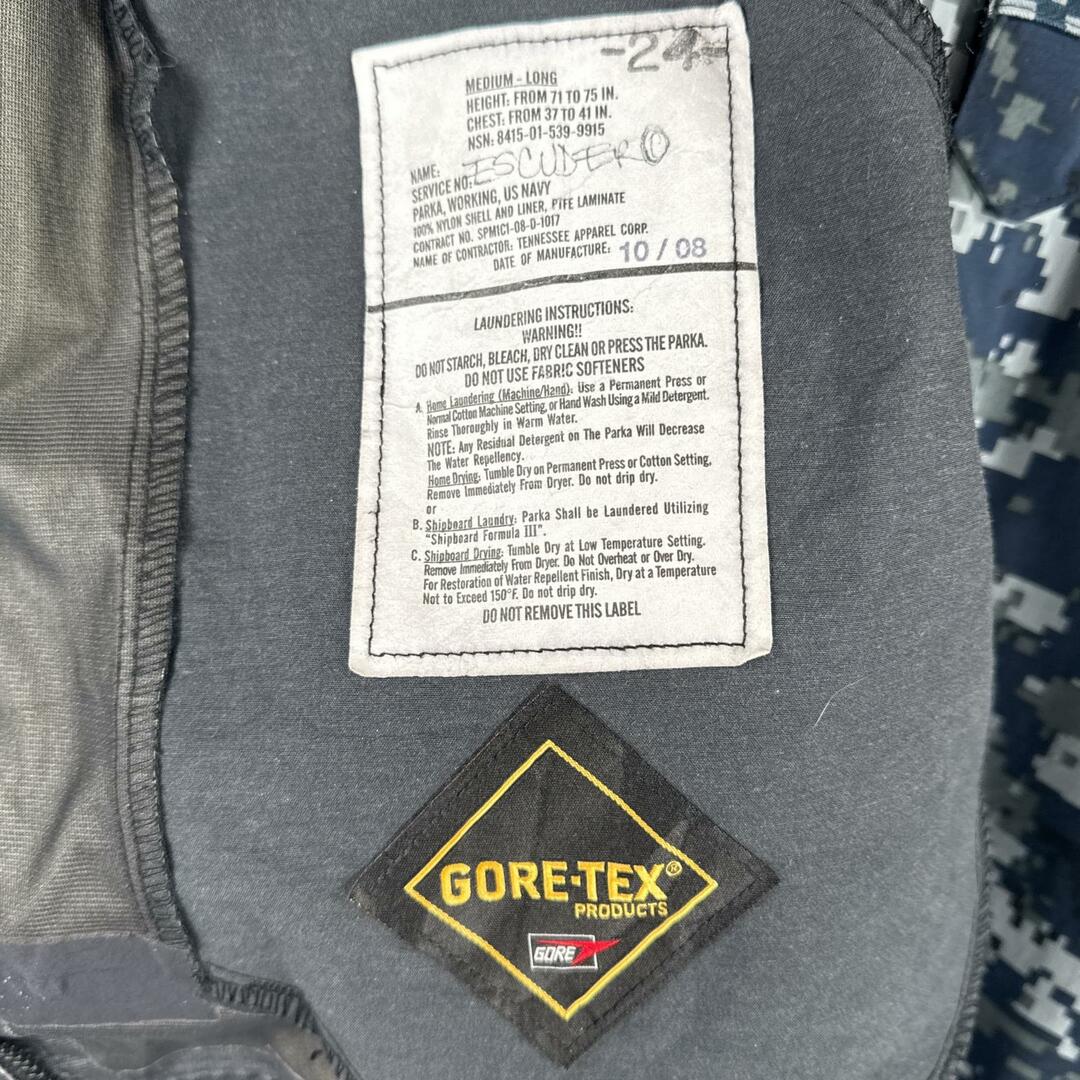 -24-
MEDIUM - LONG
HEIGHT: FROM 71 TO 75 IN.
CHEST: FROM 37 TO 41 IN.
NSN: 8415-01-539-9915
NAME: ESCUDERO
SERVICE NO:
PARKA, WORKING, US NAVY
100% NYLON SHELL AND LINER, PTFE LAMINATE
CONTRACT NO. SPM1C1-08-D-1017
NAME OF CONTRACTOR: TENNESSEE APPAREL CORP.
DATE OF MANUFACTURE: 10 / 08
LAUNDERING INSTRUCTIONS:
WARNING!!
DO NOT STARCH, BLEACH, DRY CLEAN OR PRESS THE PARKA.
DO NOT USE FABRIC SOFTENERS
A. Home Laundering (Machine/Hand): Use a Permanent Press or
Normal Cotton Machine Setting, or Hand Wash Using a Mild Detergent.
Rinse Thoroughly in Warm Water.
NOTE: Any Residual Detergent on The Parka Will Decrease
The Water Repellency.
Home Drying: Tumble Dry on Permanent Press or Cotton Setting,
Remove Immediately From Dryer. Do not drip dry.
or
B. Shipboard Laundry: Parka Shall be Laundered Utilizing
"Shipboard Formula III".
C. Shipboard Drying: Tumble Dry at Low Temperature Setting.
Remove Immediately From Dryer. Do Not Overheat or Over Dry.
For Restoration of Water Repellent Finish, Dry at a Temperature
Not to Exceed 150°F. Do not drip dry.
DO NOT REMOVE THIS LABEL
GORE-TEX®
PRODUCTS
GORE